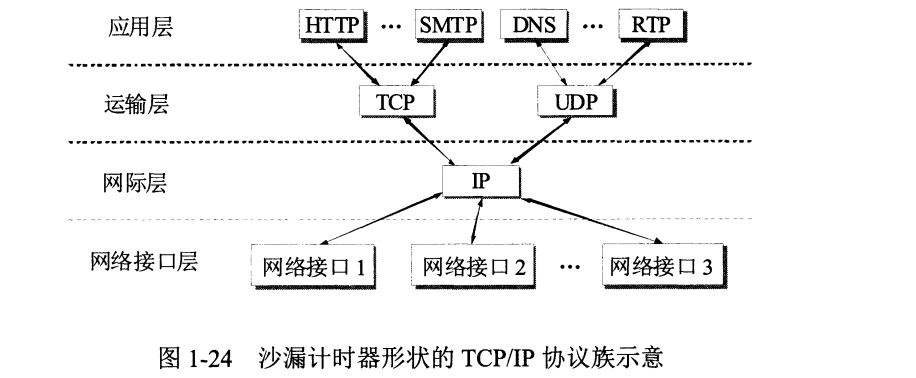 应用层 HTTP ··· SMTP DNS ··· RTP
运输层 TCP UDP
网际层 IP
网络接口层 网络接口 1 网络接口 2 ··· 网络接口 3
图 1-24 沙漏计时器形状的 TCP/IP 协议族示意